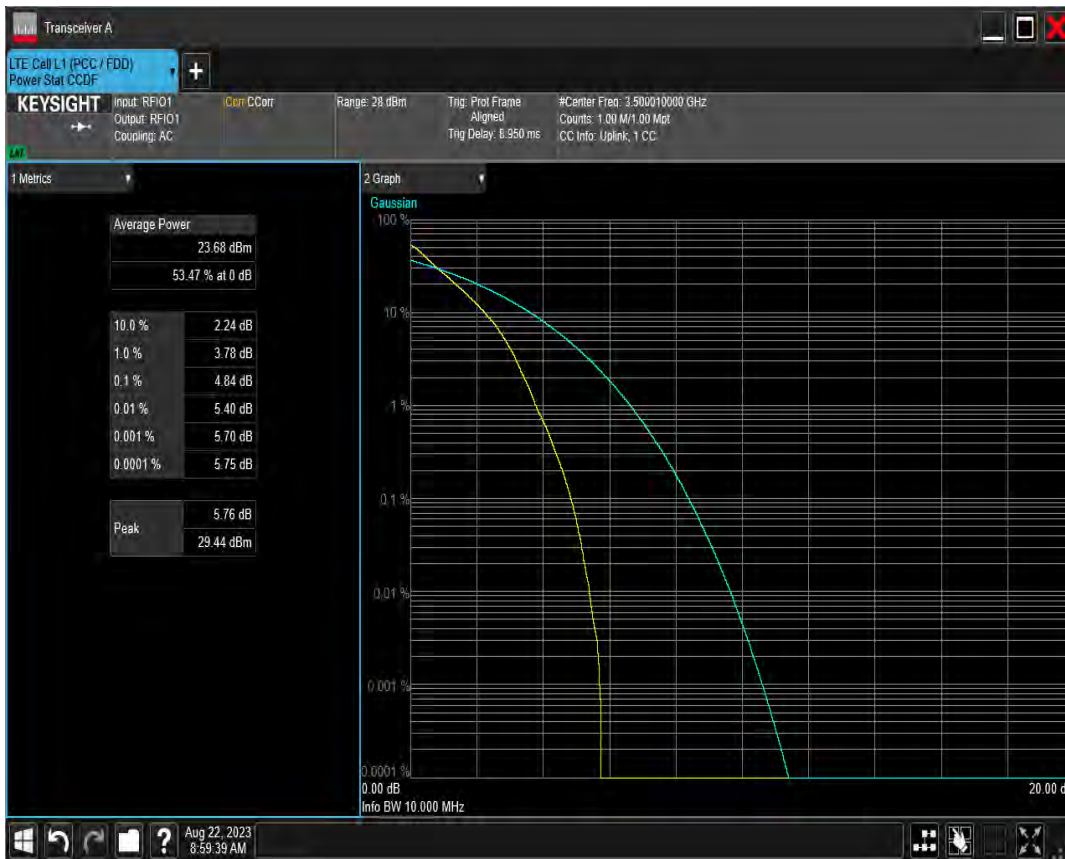 Transceiver A
LTE Cell L1 (PCC / FDD)
Power Stat CCDF
KEYSIGHT
Input: RFIO1
Output: RFIO1
Coupling: AC
Corr CCorr
Range: 28 dBm
Trig: Prot Frame
Aligned
Trig Delay: 8.950 ms
#Center Freq: 3.500010000 GHz
Counts: 1.00 M/1.00 Mpt
CC Info: Uplink, 1 CC
LXI
1 Metrics
Average Power
23.68 dBm
53.47 % at 0 dB
10.0 % 2.24 dB
1.0 % 3.78 dB
0.1 % 4.84 dB
0.01 % 5.40 dB
0.001 % 5.70 dB
0.0001 % 5.75 dB
Peak
5.76 dB
29.44 dBm
2 Graph
Gaussian
100 %
10 %
1 %
0.1 %
0.01 %
0.001 %
0.0001 %
0.00 dB
20.00 d
Info BW 10.000 MHz
Aug 22, 2023
8:59:39 AM